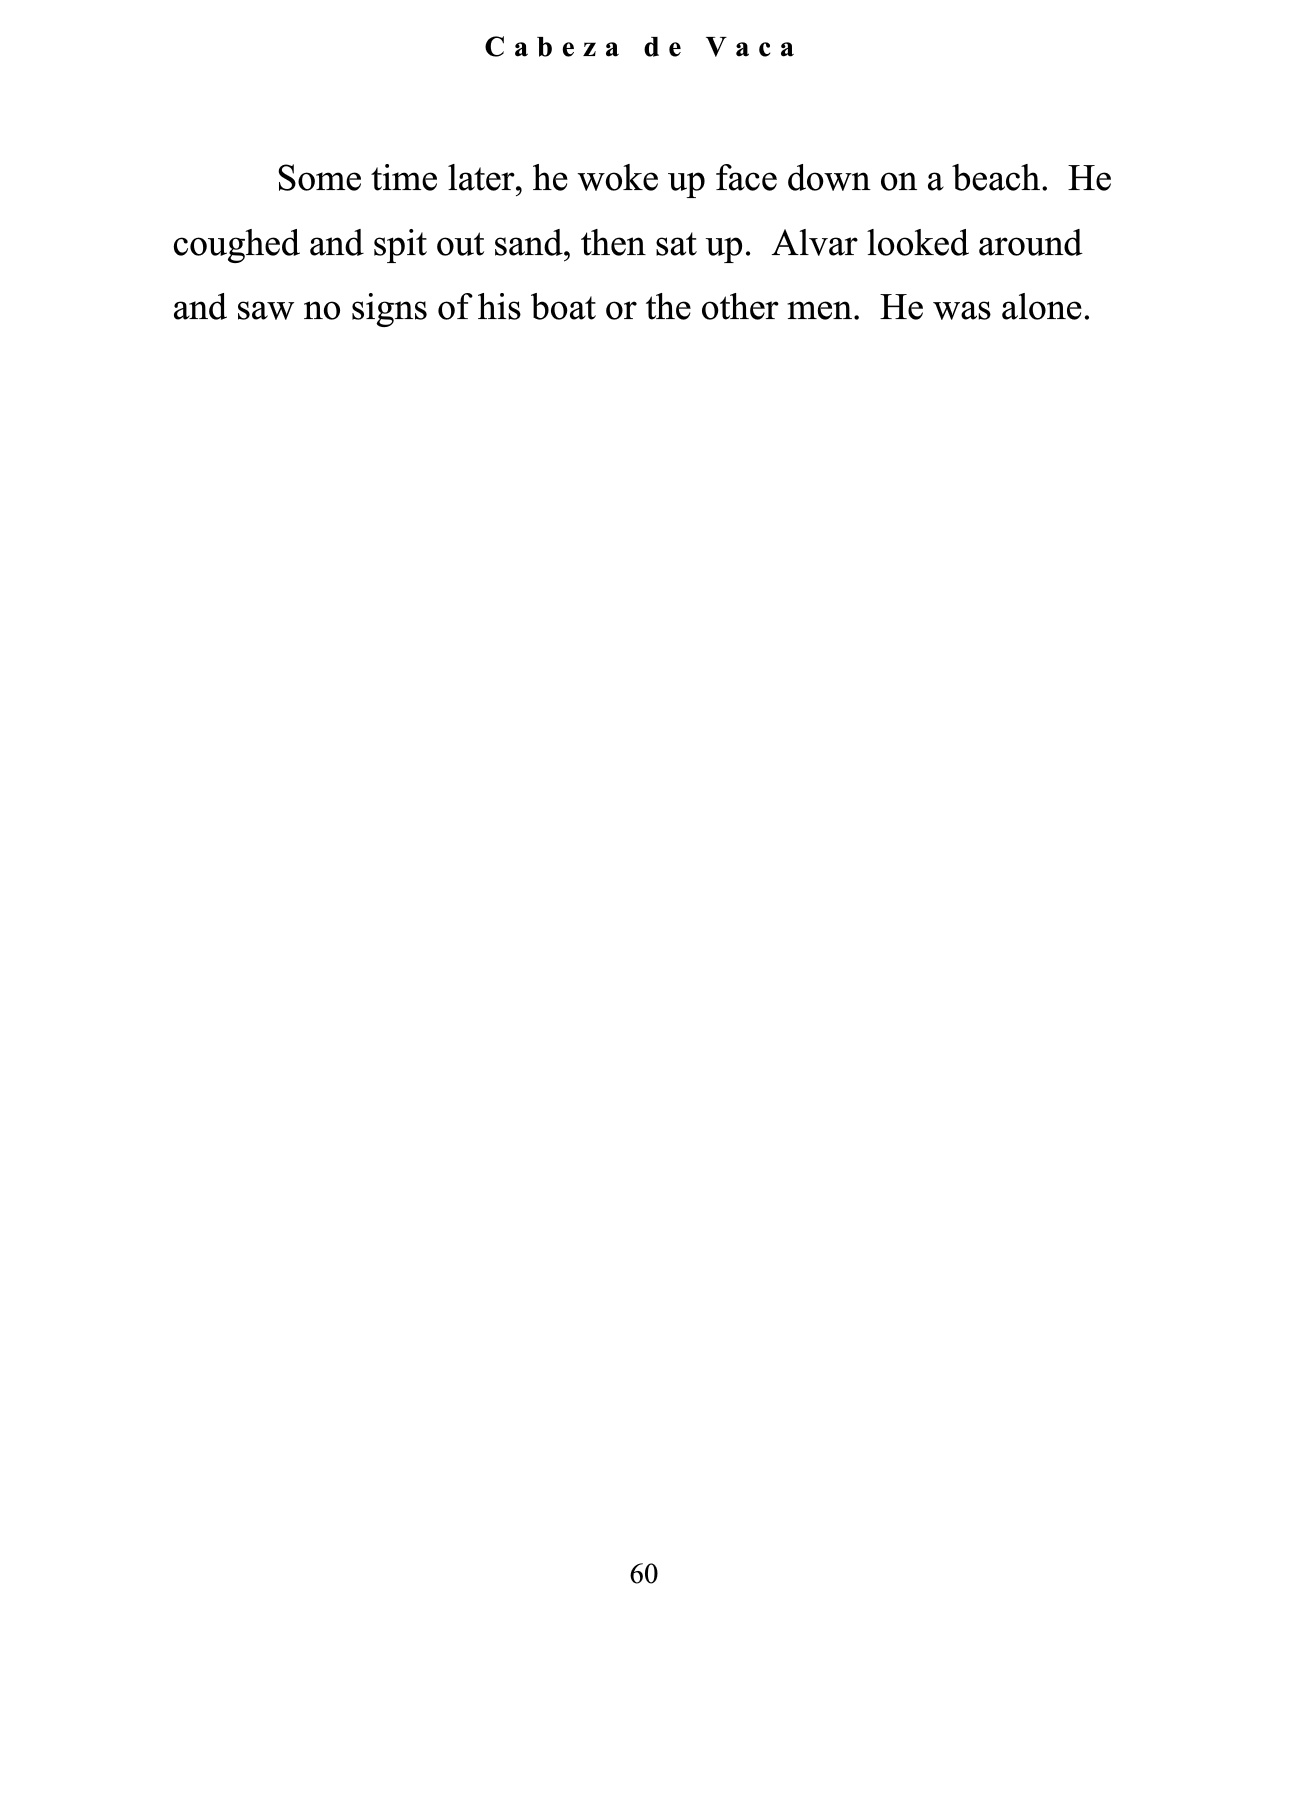 Cabeza de Vaca
Some time later, he woke up face down on a beach.  He
coughed and spit out sand, then sat up.  Alvar looked around
and saw no signs of his boat or the other men.  He was alone.
60